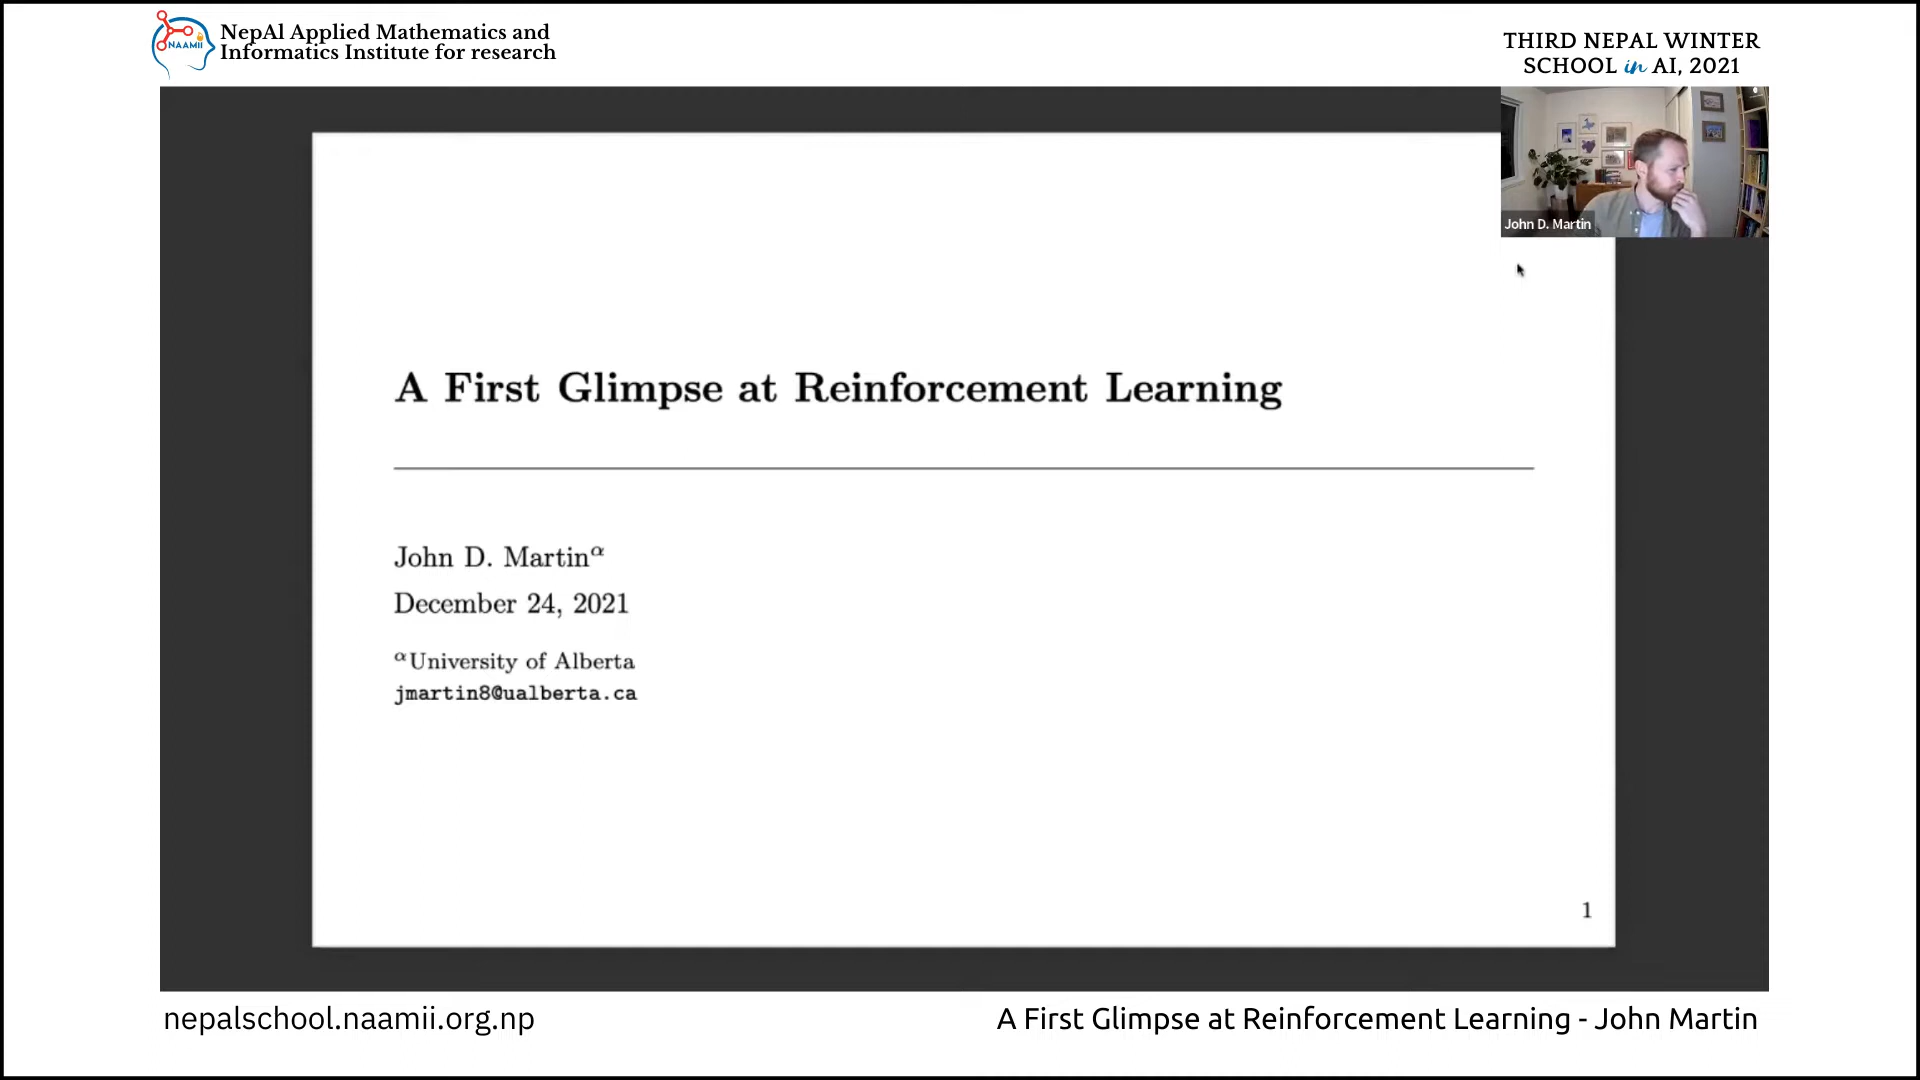 NAAMII
NepAl Applied Mathematics and
Informatics Institute for research
THIRD NEPAL WINTER
SCHOOL in AI, 2021
John D. Martin
A First Glimpse at Reinforcement Learning
John D. Martinα
December 24, 2021
αUniversity of Alberta
jmartin8@ualberta.ca
1
nepalschool.naamii.org.np
A First Glimpse at Reinforcement Learning - John Martin